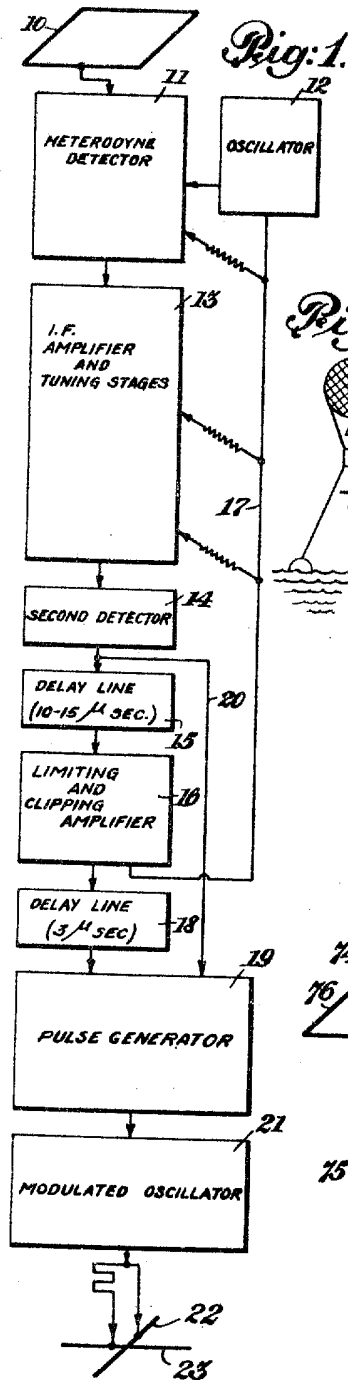 10
Fig: 1.
11
12
HETERODYNE
DETECTOR
OSCILLATOR
13
I.F.
AMPLIFIER
AND
TUNING STAGES
17
14
SECOND DETECTOR
20
DELAY LINE
(10-15 μ SEC.)
15
LIMITING
AND
CLIPPING
AMPLIFIER
16
DELAY LINE
(3 μ SEC)
18
19
74
76
PULSE GENERATOR
21
75
MODULATED OSCILLATOR
22
23